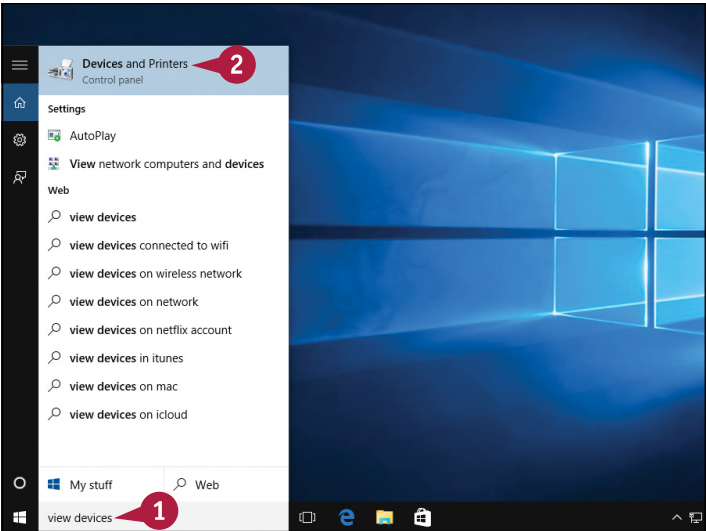 Devices and Printers
2
Control panel
Settings
AutoPlay
View network computers and devices
Web
view devices
view devices connected to wifi
view devices on wireless network
view devices on network
view devices on netflix account
view devices in itunes
view devices on mac
view devices on icloud
My stuff
Web
view devices
1